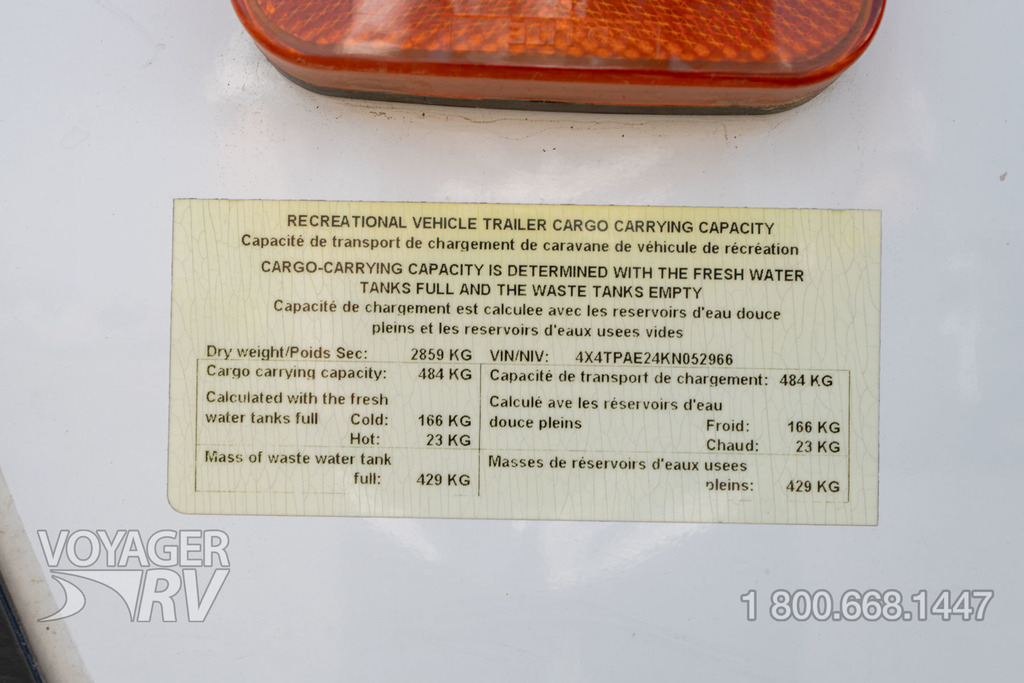 RECREATIONAL VEHICLE TRAILER CARGO CARRYING CAPACITY
Capacité de transport de chargement de caravane de véhicule de récréation
CARGO-CARRYING CAPACITY IS DETERMINED WITH THE FRESH WATER
TANKS FULL AND THE WASTE TANKS EMPTY
Capacité de chargement est calculee avec les reservoirs d'eau douce
pleins et les reservoirs d'eaux usees vides
Dry weight/Poids Sec: 2859 KG VIN/NIV: 4X4TPAE24KN052966
Cargo carrying capacity: 484 KG Capacité de transport de chargement: 484 KG
Calculated with the fresh Calculé ave les réservoirs d'eau
water tanks full Cold: 166 KG douce pleins Froid: 166 KG
Hot: 23 KG Chaud: 23 KG
Mass of waste water tank Masses de réservoirs d'eaux usees
full: 429 KG pleins: 429 KG
VOYAGER
RV
1 800.668.1447